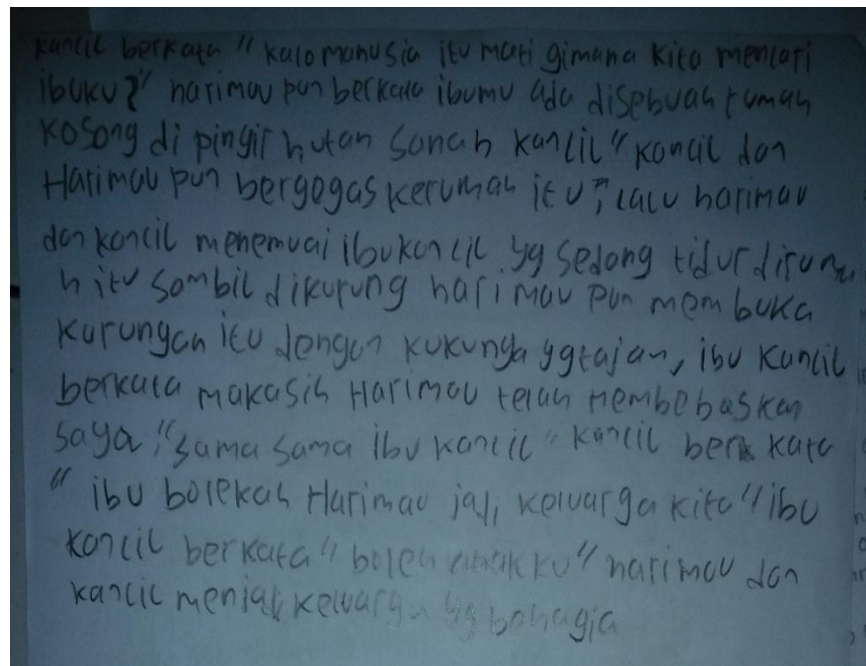 kancil berkata " kalo manusia itu mati gimana kita mencari
ibuku?" harimau pun berkata ibumu ada disebuah rumah
kosong di pingir hutan sanah kancil" kancil dan
Harimau pun bergegas kerumah itu, lalu harimau
dan kancil menemuai ibu kancil yg sedang tidur diruma
h itu sambil dikurung harimau pun membuka
kurungan itu dengan kukunya yg tajam, ibu kancil
berkata makasih Harimau telah membebaskan
saya "sama sama ibu kancil" kancil berkata
" ibu bolekah Harimau jadi keluarga kita" ibu
kancil berkata "boleh anakku" harimau dan
kancil menjadi keluarga yg bahagia